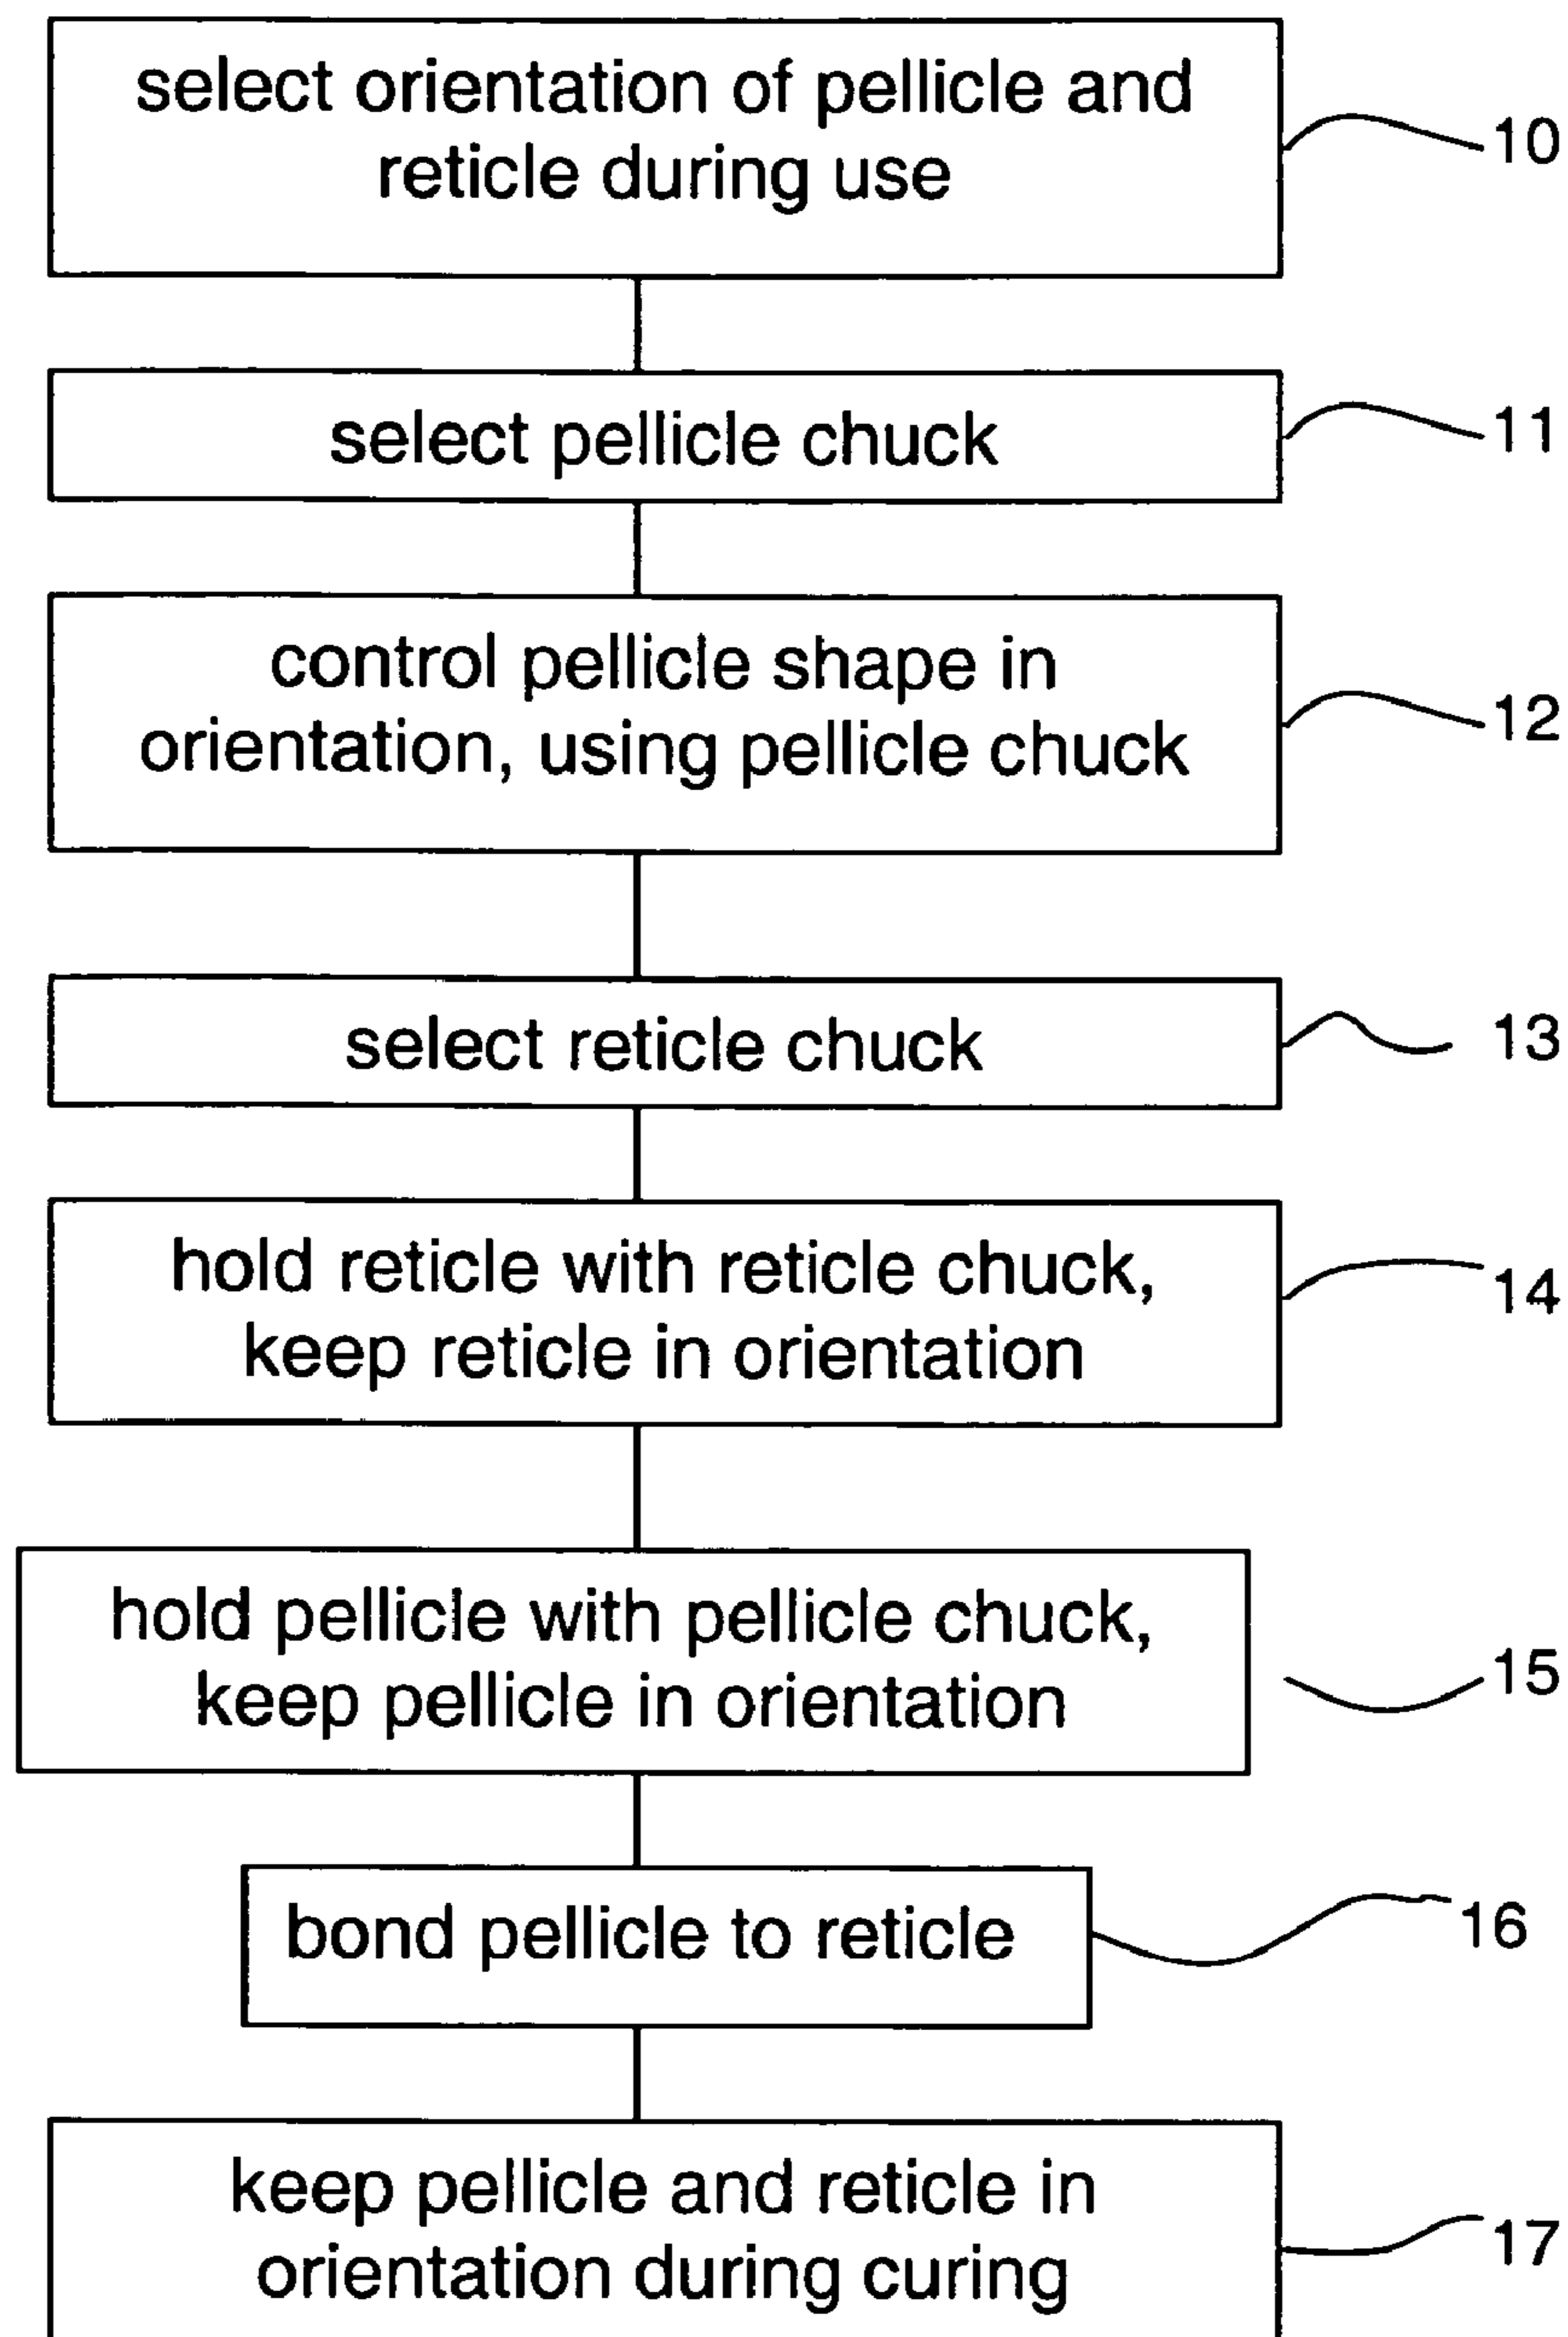 select orientation of pellicle and
reticle during use
10
select pellicle chuck
11
control pellicle shape in
orientation, using pellicle chuck
12
select reticle chuck
13
hold reticle with reticle chuck,
keep reticle in orientation
14
hold pellicle with pellicle chuck,
keep pellicle in orientation
15
bond pellicle to reticle
16
keep pellicle and reticle in
orientation during curing
17